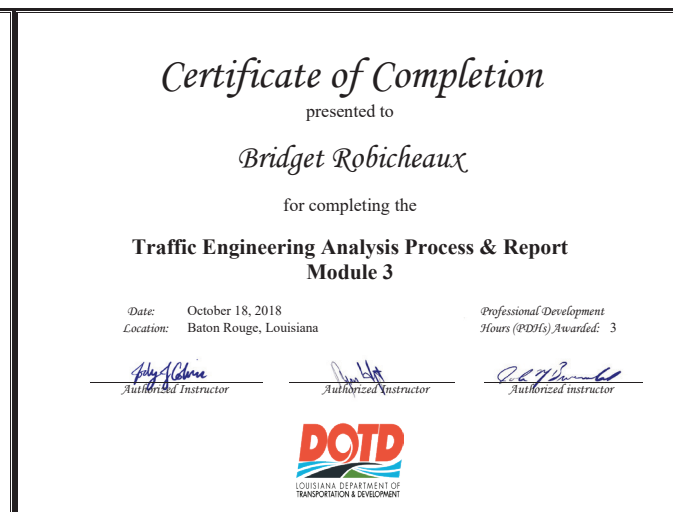 Certificate of Completion
presented to
Bridget Robicheaux
for completing the
Traffic Engineering Analysis Process & Report
Module 3
Date: October 18, 2018
Location: Baton Rouge, Louisiana
Professional Development
Hours (PDHs) Awarded: 3
Authorized Instructor
Authorized Instructor
Authorized instructor
DOTD
LOUISIANA DEPARTMENT OF
TRANSPORTATION & DEVELOPMENT